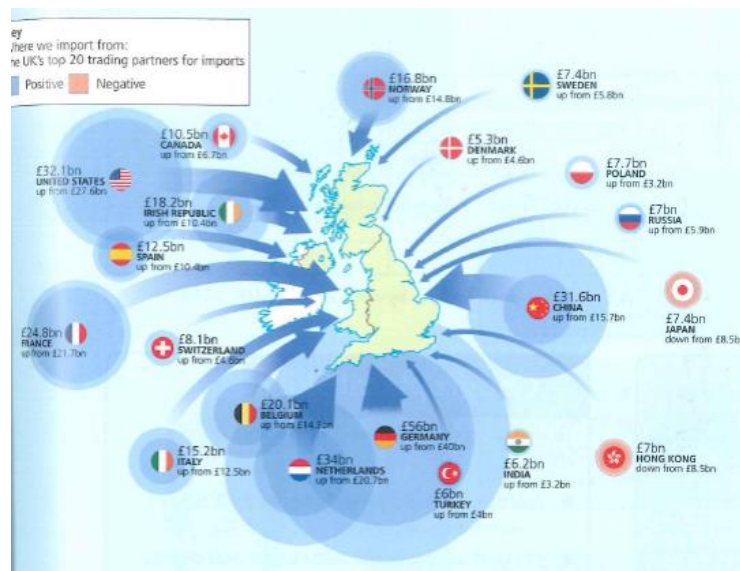 ey
here we import from:
he UK's top 20 trading partners for imports
Positive Negative
£16.8bn
NORWAY
up from £14.8bn
£7.4bn
SWEDEN
up from £5.8bn
£10.5bn
CANADA
up from £6.7bn
£5.3bn
DENMARK
up from £4.6bn
£7.7bn
POLAND
up from £3.2bn
£32.1bn
UNITED STATES
up from £27.6bn
£18.2bn
IRISH REPUBLIC
up from £10.4bn
£7bn
RUSSIA
up from £5.9bn
£12.5bn
SPAIN
up from £10.4bn
£31.6bn
CHINA
up from £15.7bn
£7.4bn
JAPAN
down from £8.5b
£24.8bn
FRANCE
up from £21.7bn
£8.1bn
SWITZERLAND
up from
£20.1bn
BELGIUM
up from £14.3bn
£56bn
GERMANY
up from £40bn
£15.2bn
ITALY
up from £12.5bn
£34bn
NETHERLANDS
up from £20.7bn
£6bn
TURKEY
up from £4bn
£6.2bn
INDIA
up from £3.2bn
£7bn
HONG KONG
down from £8.5bn